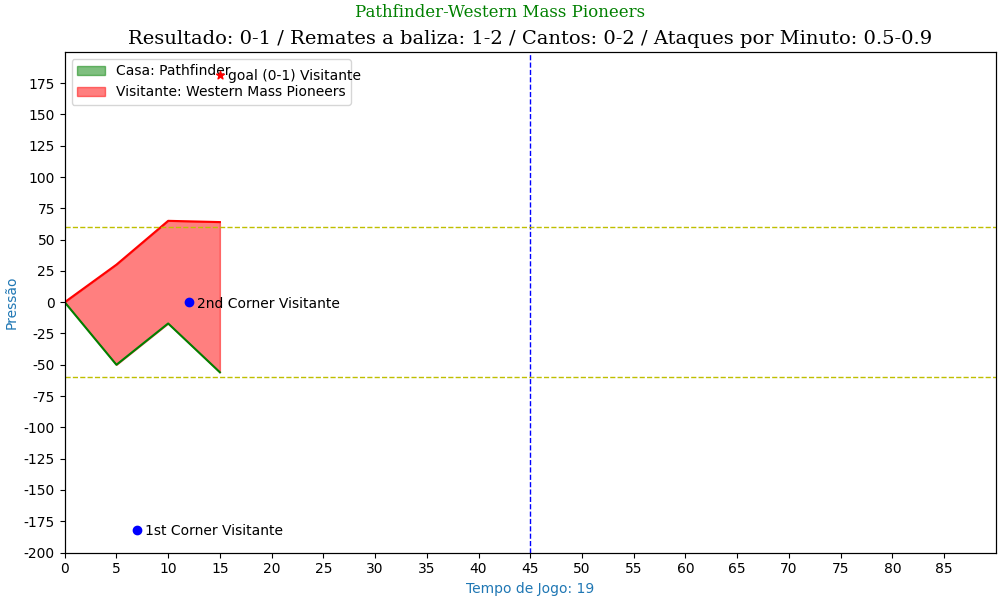 Pathfinder-Western Mass Pioneers
Resultado: 0-1 / Remates a baliza: 1-2 / Cantos: 0-2 / Ataques por Minuto: 0.5-0.9
Casa: Pathfinder
goal (0-1) Visitante
Visitante: Western Mass Pioneers
175
150
125
100
75
50
25
0
-25
-50
-75
-100
-125
-150
-175
-200
Pressão
2nd Corner Visitante
1st Corner Visitante
0 5 10 15 20 25 30 35 40 45 50 55 60 65 70 75 80 85
Tempo de Jogo: 19